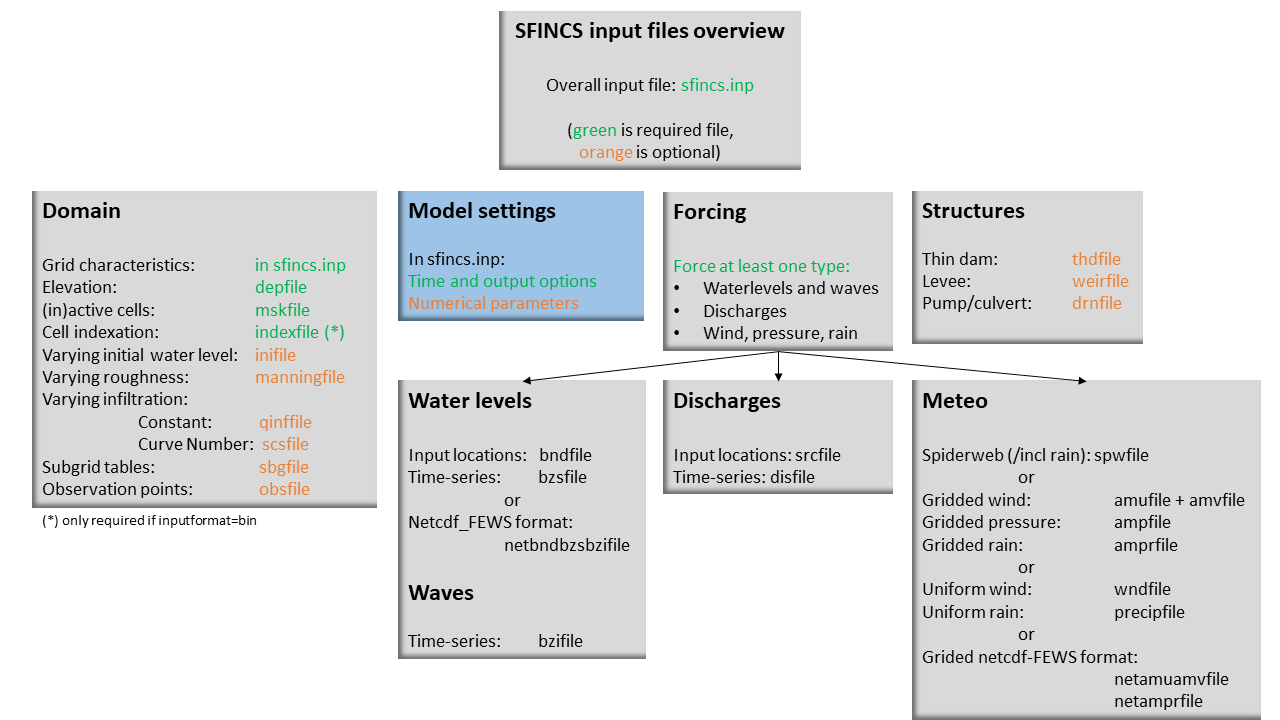 SFINCS input files overview
Overall input file: sfincs.inp
(green is required file,
orange is optional)
Domain
Grid characteristics: in sfincs.inp
Elevation: depfile
(in)active cells: mskfile
Cell indexation: indexfile (*)
Varying initial water level: inifile
Varying roughness: manningfile
Varying infiltration:
Constant: qinffile
Curve Number: scsfile
Subgrid tables: sbgfile
Observation points: obsfile
(*) only required if inputformat=bin
Model settings
In sfincs.inp:
Time and output options
Numerical parameters
Forcing
Force at least one type:
• Waterlevels and waves
• Discharges
• Wind, pressure, rain
Structures
Thin dam: thdfile
Levee: weirfile
Pump/culvert: drnfile
Water levels
Input locations: bndfile
Time-series: bzsfile
or
Netcdf_FEWS format:
netbndbzsbzifile
Waves
Time-series: bzifile
Discharges
Input locations: srcfile
Time-series: disfile
Meteo
Spiderweb (/incl rain): spwfile
or
Gridded wind: amufile + amvfile
Gridded pressure: ampfile
Gridded rain: amprfile
or
Uniform wind: wndfile
Uniform rain: precipfile
or
Grided netcdf-FEWS format:
netamuamvfile
netamprfile